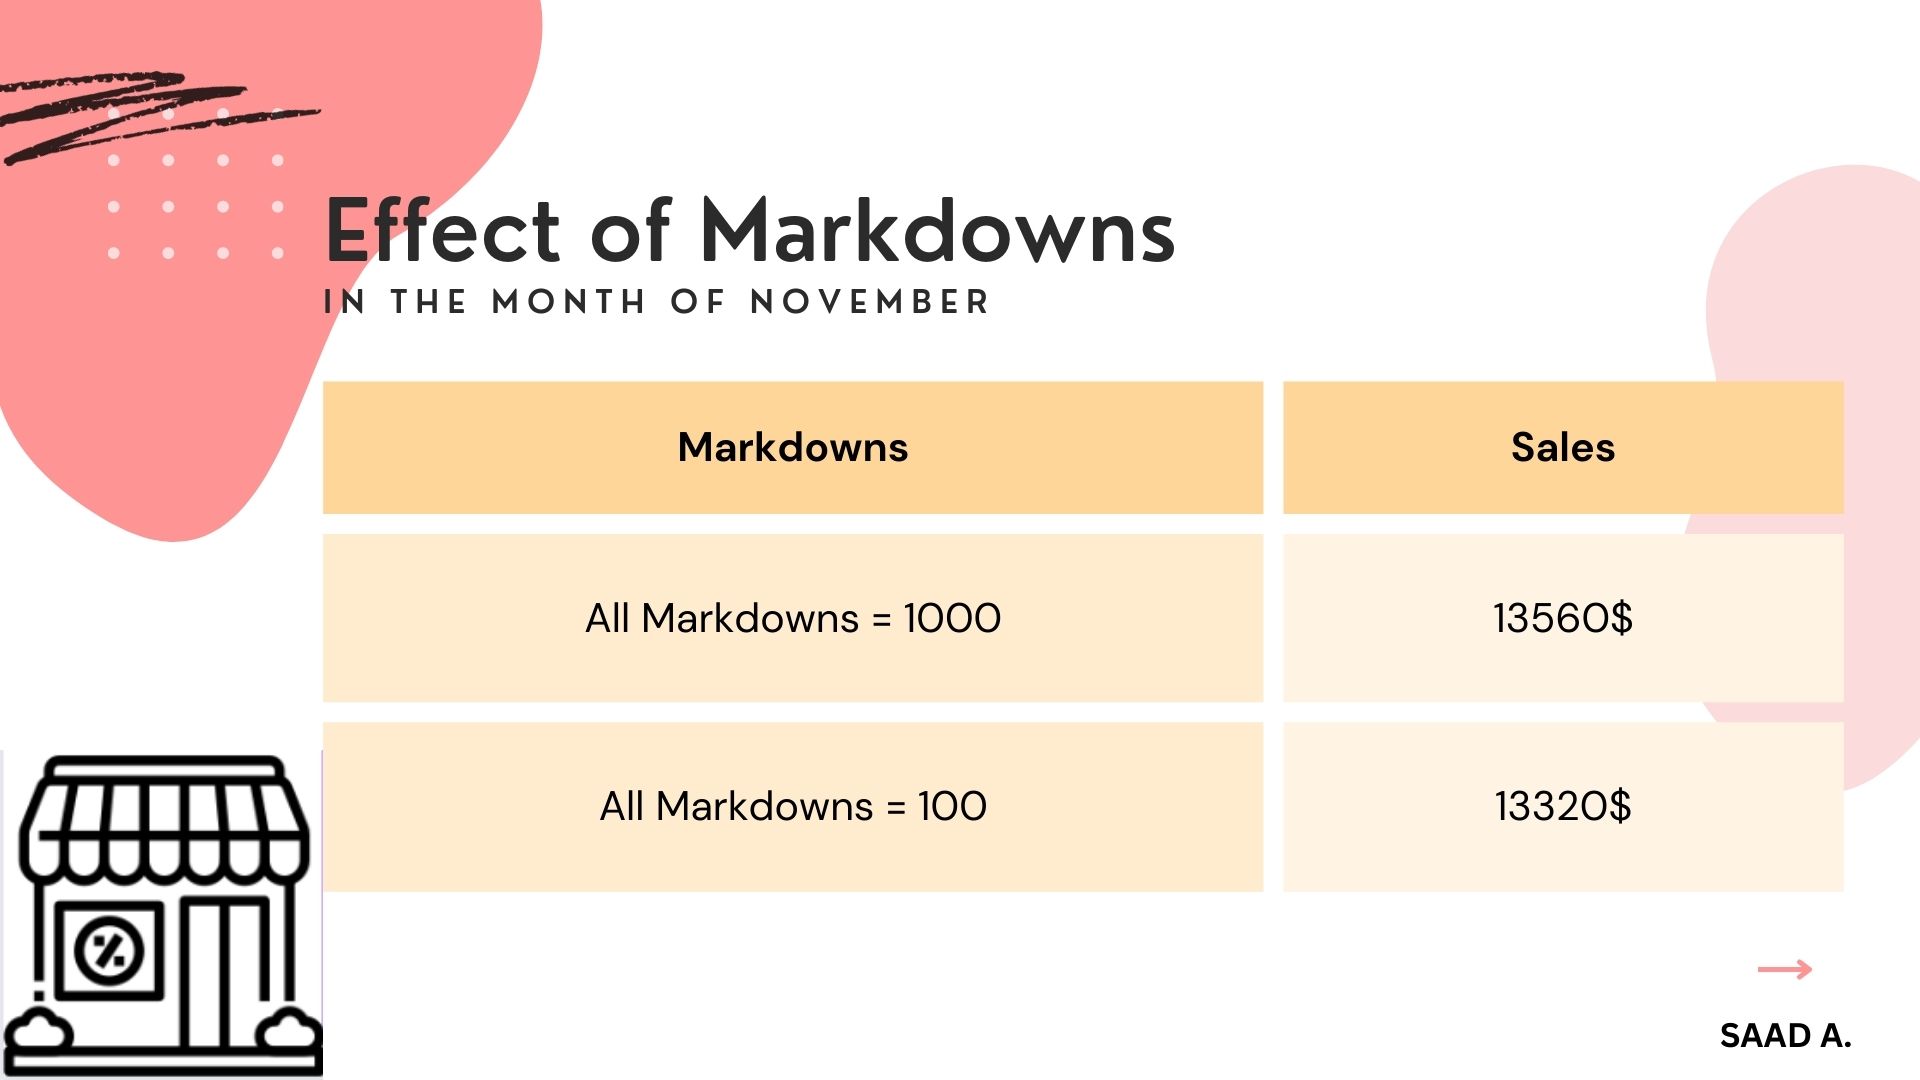 Effect of Markdowns
IN THE MONTH OF NOVEMBER
Markdowns Sales
All Markdowns = 1000 13560$
All Markdowns = 100 13320$
SAAD A.